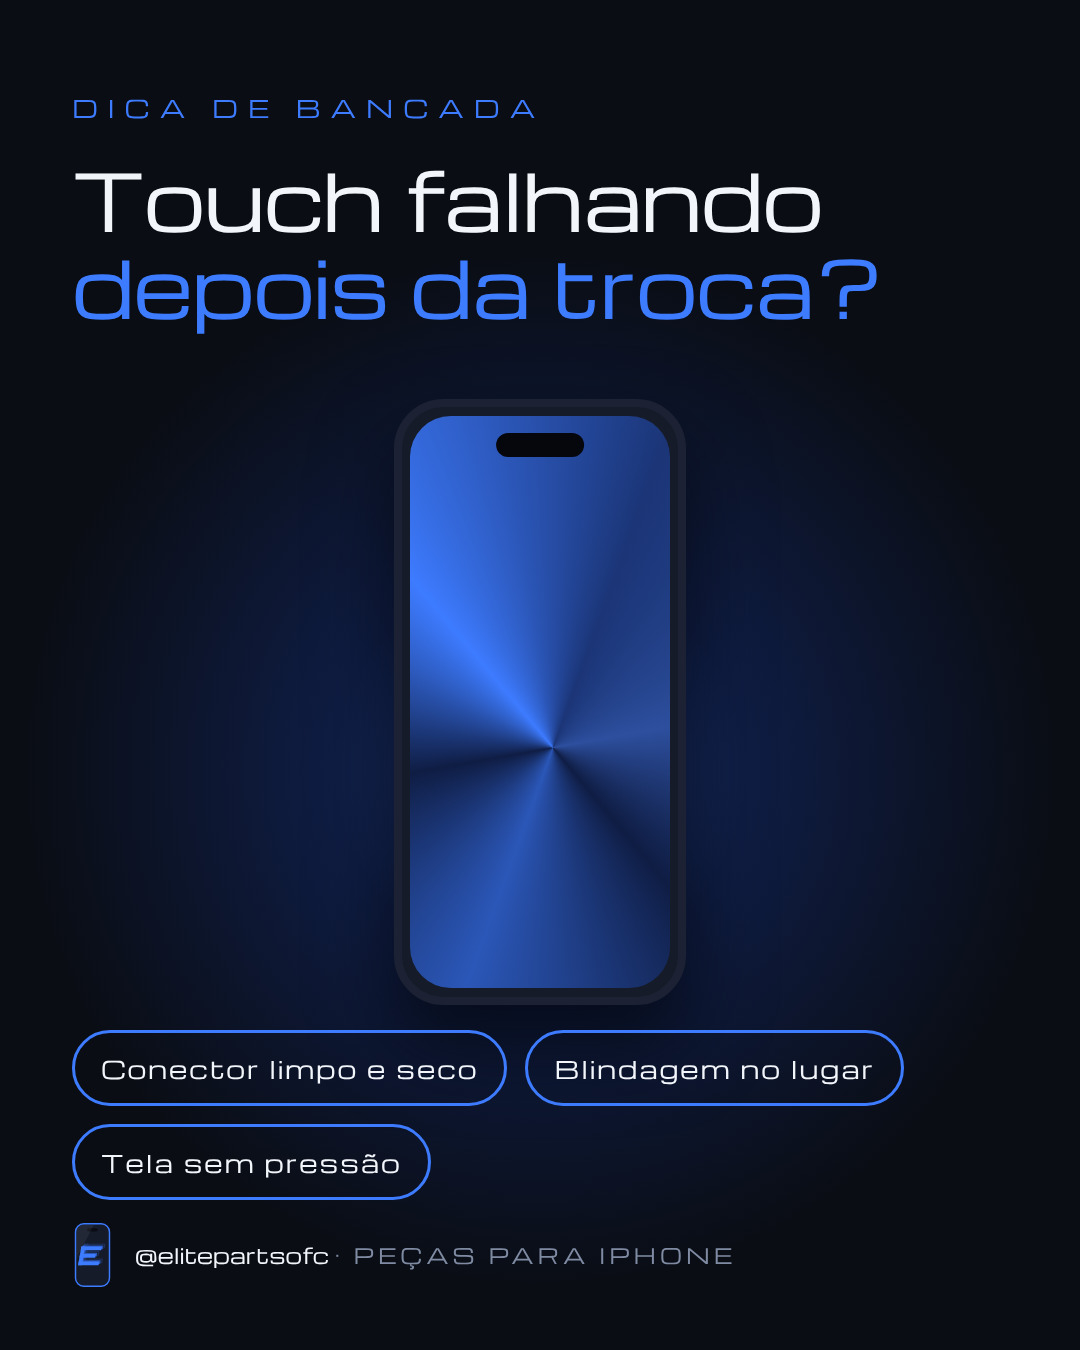 DICA DE BANCADA
Touch falhando
depois da troca?
Conector limpo e seco
Blindagem no lugar
Tela sem pressão
E
@elitepartsofc · PEÇAS PARA IPHONE